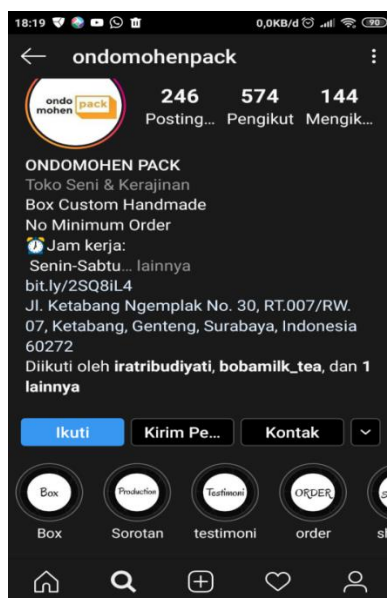 18:19 0,0KB/d 90
ondomohenpack
ondo mohen pack
246 574 144
Posting... Pengikut Mengik...
ONDOMOHEN PACK
Toko Seni & Kerajinan
Box Custom Handmade
No Minimum Order
Jam kerja:
Senin-Sabtu... lainnya
bit.ly/2SQ8iL4
Jl. Ketabang Ngemplak No. 30, RT.007/RW.
07, Ketabang, Genteng, Surabaya, Indonesia
60272
Diikuti oleh iratribudiyati, bobamilk_tea, dan 1
lainnya
Ikuti Kirim Pe... Kontak
Box Production Testimoni ORDER S
Box Sorotan testimoni order sl